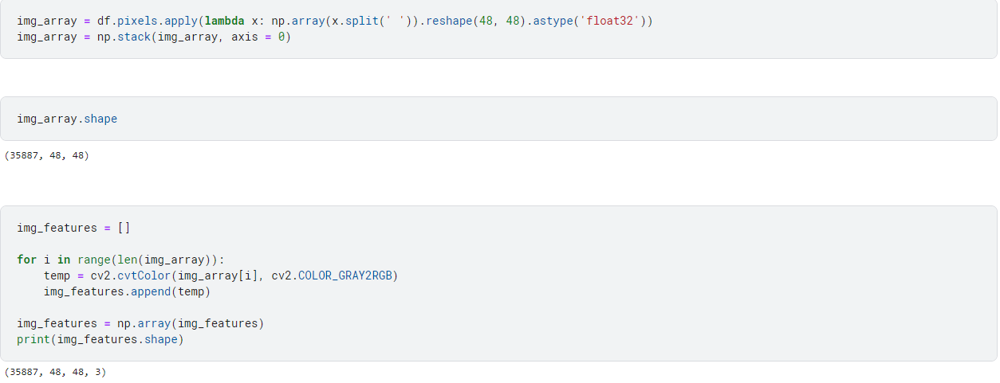 img_array = df.pixels.apply(lambda x: np.array(x.split(' ')).reshape(48, 48).astype('float32'))
img_array = np.stack(img_array, axis = 0)
img_array.shape
(35887, 48, 48)
img_features = []
for i in range(len(img_array)):
    temp = cv2.cvtColor(img_array[i], cv2.COLOR_GRAY2RGB)
    img_features.append(temp)
img_features = np.array(img_features)
print(img_features.shape)
(35887, 48, 48, 3)